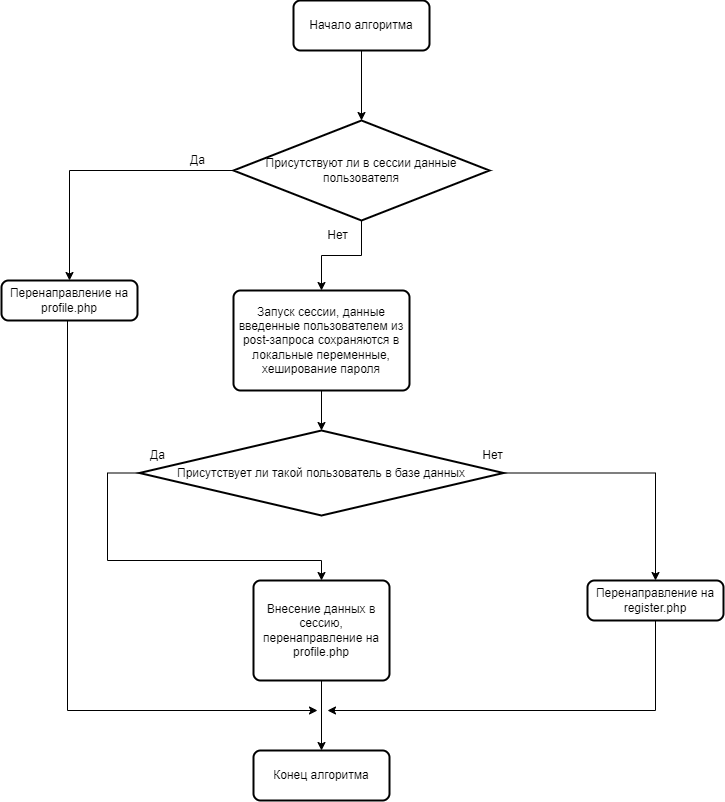 Начало алгоритма
Присутствуют ли в сессии данные
пользователя
Да
Нет
Перенаправление на
profile.php
Запуск сессии, данные
введенные пользователем из
post-запроса сохраняются в
локальные переменные,
хеширование пароля
Да
Нет
Присутствует ли такой пользователь в базе данных
Внесение данных в
сессию,
перенаправление на
profile.php
Перенаправление на
register.php
Конец алгоритма